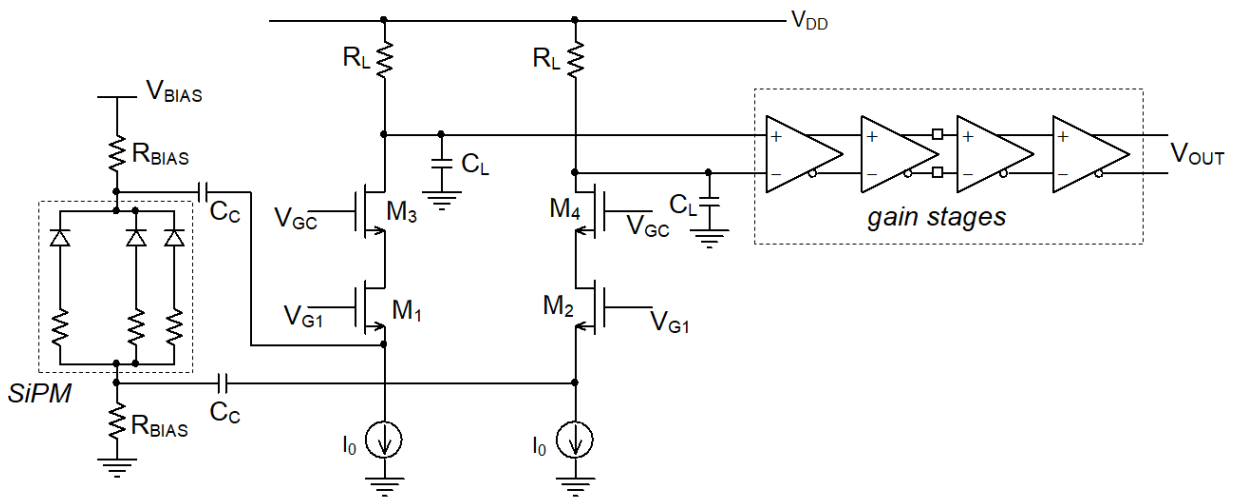 V_DD
R_L
R_L
V_BIAS
R_BIAS
C_C
C_L
+ + + +
− − − −
V_OUT
C_L
gain stages
V_GC
M_3
M_4
V_GC
V_G1
M_1
M_2
V_G1
SiPM
C_C
R_BIAS
I_0
I_0